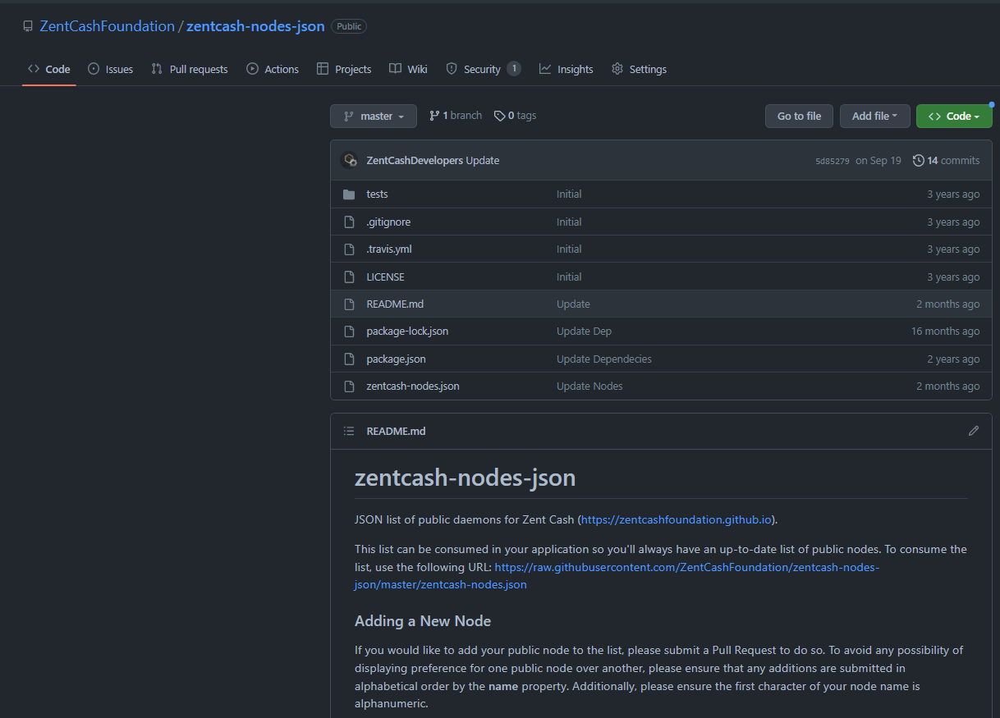 ZentCashFoundation / zentcash-nodes-json Public
Code Issues Pull requests Actions Projects Wiki Security 1 Insights Settings
master 1 branch 0 tags Go to file Add file Code
ZentCashDevelopers Update 5d85279 on Sep 19 14 commits
tests Initial 3 years ago
.gitignore Initial 3 years ago
.travis.yml Initial 3 years ago
LICENSE Initial 3 years ago
README.md Update 2 months ago
package-lock.json Update Dep 16 months ago
package.json Update Dependecies 2 years ago
zentcash-nodes.json Update Nodes 2 months ago
README.md
zentcash-nodes-json
JSON list of public daemons for Zent Cash (https://zentcashfoundation.github.io).
This list can be consumed in your application so you'll always have an up-to-date list of public nodes. To consume the
list, use the following URL: https://raw.githubusercontent.com/ZentCashFoundation/zentcash-nodes-
json/master/zentcash-nodes.json
Adding a New Node
If you would like to add your public node to the list, please submit a Pull Request to do so. To avoid any possibility of
displaying preference for one public node over another, please ensure that any additions are submitted in
alphabetical order by the name property. Additionally, please ensure the first character of your node name is
alphanumeric.